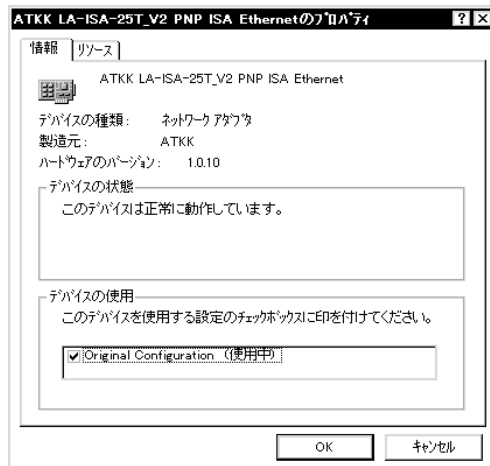 ATKK LA-ISA-25T_V2 PNP ISA Ethernetのﾌﾟﾛﾊﾟﾃｨ
情報 ﾘｿｰｽ
ATKK LA-ISA-25T_V2 PNP ISA Ethernet
ﾃﾞﾊﾞｲｽの種類: ﾈｯﾄﾜｰｸ ｱﾀﾞﾌﾟﾀ
製造元: ATKK
ﾊｰﾄﾞｳｪｱのﾊﾞｰｼﾞｮﾝ: 1.0.10
ﾃﾞﾊﾞｲｽの状態
このﾃﾞﾊﾞｲｽは正常に動作しています。
ﾃﾞﾊﾞｲｽの使用
このﾃﾞﾊﾞｲｽを使用する設定のﾁｪｯｸﾎﾞｯｸｽに印を付けてください。
Original Configuration (使用中)
OK ｷｬﾝｾﾙ